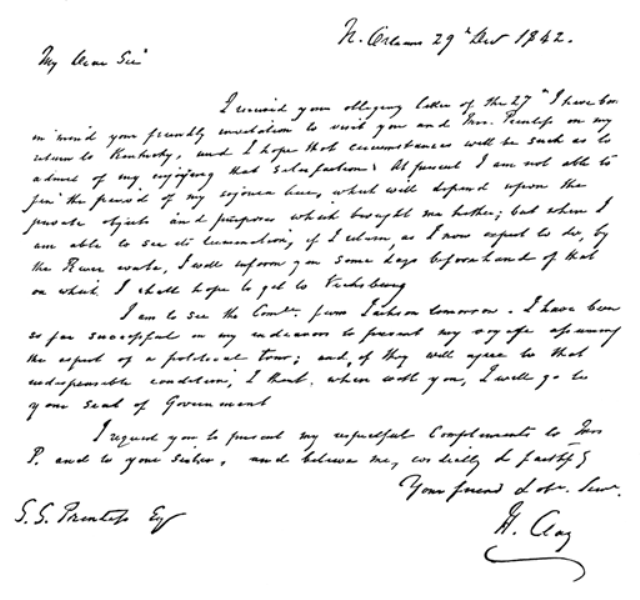 N. Orleans 29th Dec 1842.
My Dear Sir
I received your obliging letter of the 27th I have borne
in mind your friendly invitation to visit you and Mrs. Prentiss on my
return to Kentucky, and I hope that circumstances will be such as to
admit of my enjoying that satisfaction. At present I am not able to
fix the period of my sojourn here, which will depend upon the
private objects and purposes which brought me hither; but when I
am able to see its termination, if I return, as I now expect to do, by
the River route, I will inform you some days beforehand of that
on which I shall hope to get to Vicksburg
I am to see the Comee. from Jackson tomorrow. I have been
so far successful in my endeavors to prevent my voyage assuming
the aspect of a political tour; and, if they will agree to that
indispensable condition, I think, when with you, I will go to
your Seat of Government
I request you to present my respectful Compliments to Mrs
P. and to your Sister, and believe me, cordially & faithfy
Your friend & obt. Servt.
S. S. Prentiss Esq
H. Clay